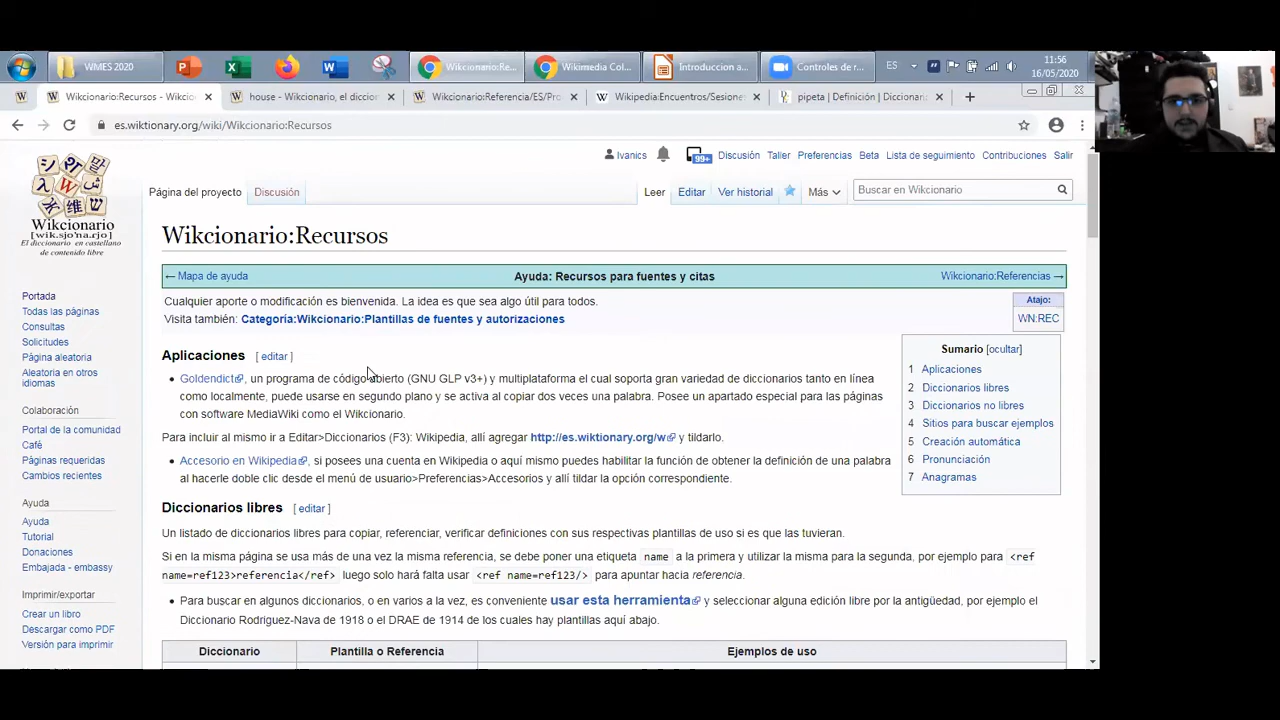 WMES 2020
Wikcionario:Re...
Wikimedia Col...
Introduccion a...
Controles de r...
ES
11:56
16/05/2020
Wikcionario:Recursos - Wikcio
house - Wikcionario, el diccion
Wikcionario:Referencia/ES/Pro
Wikipedia:Encuentros/Sesione
pipeta | Definición | Diccionari
es.wiktionary.org/wiki/Wikcionario:Recursos
Ivanics
99+
Discusión
Taller
Preferencias
Beta
Lista de seguimiento
Contribuciones
Salir
Página del proyecto
Discusión
Leer
Editar
Ver historial
Más
Buscar en Wikcionario
Wikcionario
[wik.sjo'na.rjo]
El diccionario en castellano
de contenido libre
Portada
Todas las páginas
Consultas
Solicitudes
Página aleatoria
Aleatoria en otros
idiomas
Colaboración
Portal de la comunidad
Café
Páginas requeridas
Cambios recientes
Ayuda
Ayuda
Tutorial
Donaciones
Embajada - embassy
Imprimir/exportar
Crear un libro
Descargar como PDF
Versión para imprimir
Wikcionario:Recursos
← Mapa de ayuda
Ayuda: Recursos para fuentes y citas
Wikcionario:Referencias →
Cualquier aporte o modificación es bienvenida. La idea es que sea algo útil para todos.
Visita también: Categoría:Wikcionario:Plantillas de fuentes y autorizaciones
Atajo:
WN:REC
Aplicaciones [ editar ]
Goldendict, un programa de código abierto (GNU GLP v3+) y multiplataforma el cual soporta gran variedad de diccionarios tanto en línea
como localmente, puede usarse en segundo plano y se activa al copiar dos veces una palabra. Posee un apartado especial para las páginas
con software MediaWiki como el Wikcionario.
Para incluir al mismo ir a Editar>Diccionarios (F3): Wikipedia, allí agregar http://es.wiktionary.org/w y tildarlo.
Accesorio en Wikipedia, si posees una cuenta en Wikipedia o aquí mismo puedes habilitar la función de obtener la definición de una palabra
al hacerle doble clic desde el menú de usuario>Preferencias>Accesorios y allí tildar la opción correspondiente.
Sumario [ocultar]
1 Aplicaciones
2 Diccionarios libres
3 Diccionarios no libres
4 Sitios para buscar ejemplos
5 Creación automática
6 Pronunciación
7 Anagramas
Diccionarios libres [ editar ]
Un listado de diccionarios libres para copiar, referenciar, verificar definiciones con sus respectivas plantillas de uso si es que las tuvieran.
Si en la misma página se usa más de una vez la misma referencia, se debe poner una etiqueta name a la primera y utilizar la misma para la segunda, por ejemplo para <ref
name=ref123>referencia</ref> luego solo hará falta usar <ref name=ref123/> para apuntar hacia referencia.
Para buscar en algunos diccionarios, o en varios a la vez, es conveniente usar esta herramienta y seleccionar alguna edición libre por la antigüedad, por ejemplo el
Diccionario Rodríguez-Nava de 1918 o el DRAE de 1914 de los cuales hay plantillas aquí abajo.
Diccionario
Plantilla o Referencia
Ejemplos de uso